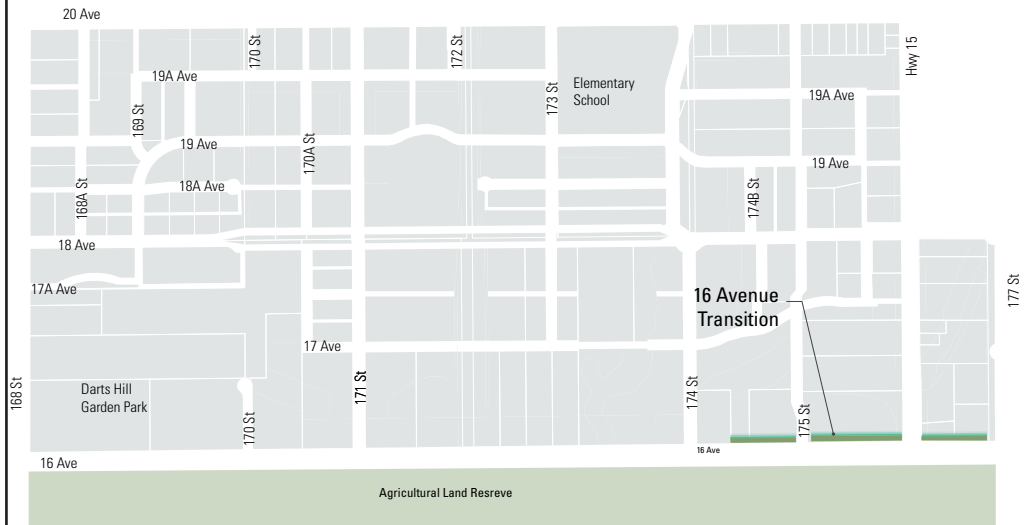 20 Ave
170 St
172 St
Hwy 15
19A Ave
Elementary
School
173 St
19A Ave
169 St
19 Ave
170A St
19 Ave
18A Ave
168A St
174B St
18 Ave
17A Ave
177 St
16 Avenue
Transition
17 Ave
168 St
Darts Hill
Garden Park
171 St
174 St
170 St
175 St
16 Ave
16 Ave
Agricultural Land Resreve